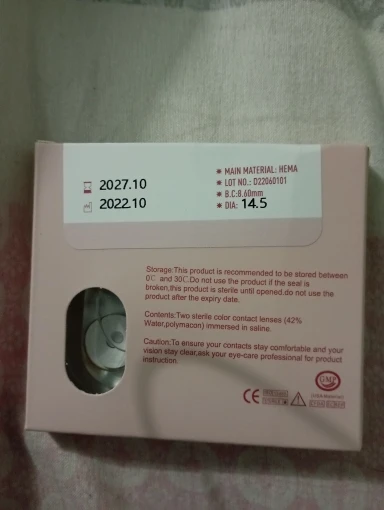 2027.10
2022.10
* MAIN MATERIAL: HEMA
* LOT NO.: D22060101
* B.C:8.60mm
* DIA: 14.5
Storage:This product is recommended to be stored between
0℃ and 30℃.Do not use the product if the seal is
broken,this product is sterile until opened.do not use the
product after the expiry date.
Contents:Two sterile color contact lenses (42%
Water,polymacon) immersed in saline.
Caution:To ensure your contacts stay comfortable and your
vision stay clear,ask your eye-care professional for product
instruction.
CE
GMP